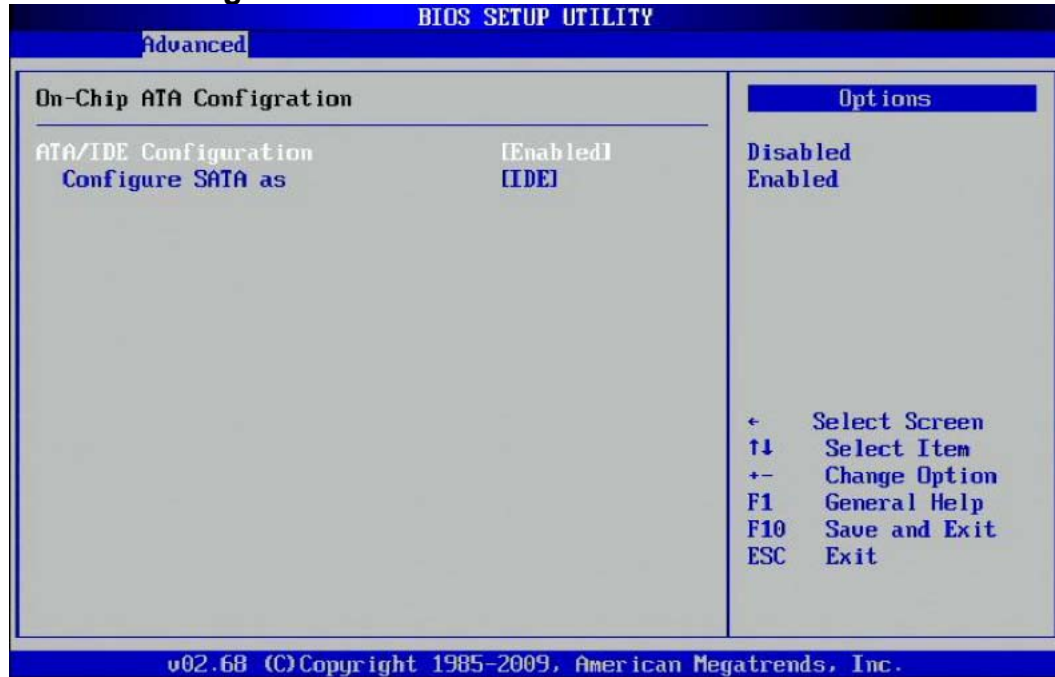 BIOS SETUP UTILITY
Advanced
On-Chip ATA Configration
ATA/IDE Configuration [Enabled]
Configure SATA as [IDE]
Options
Disabled
Enabled
← Select Screen
↑↓ Select Item
+- Change Option
F1 General Help
F10 Save and Exit
ESC Exit
v02.68 (C)Copyright 1985-2009, American Megatrends, Inc.